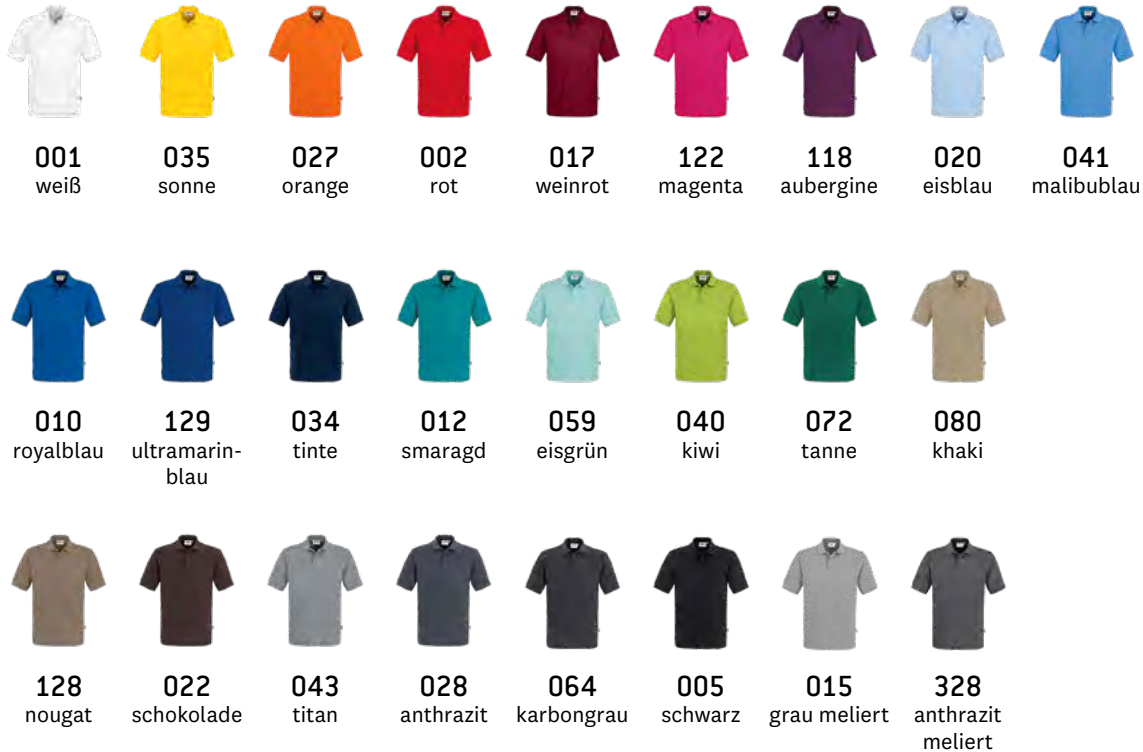 001 035 027 002 017 122 118 020 041
weiß sonne orange rot weinrot magenta aubergine eisblau malibublau
010 129 034 012 059 040 072 080
royalblau ultramarin- tinte smaragd eisgrün kiwi tanne khaki
blau
128 022 043 028 064 005 015 328
nougat schokolade titan anthrazit karbongrau schwarz grau meliert anthrazit
meliert